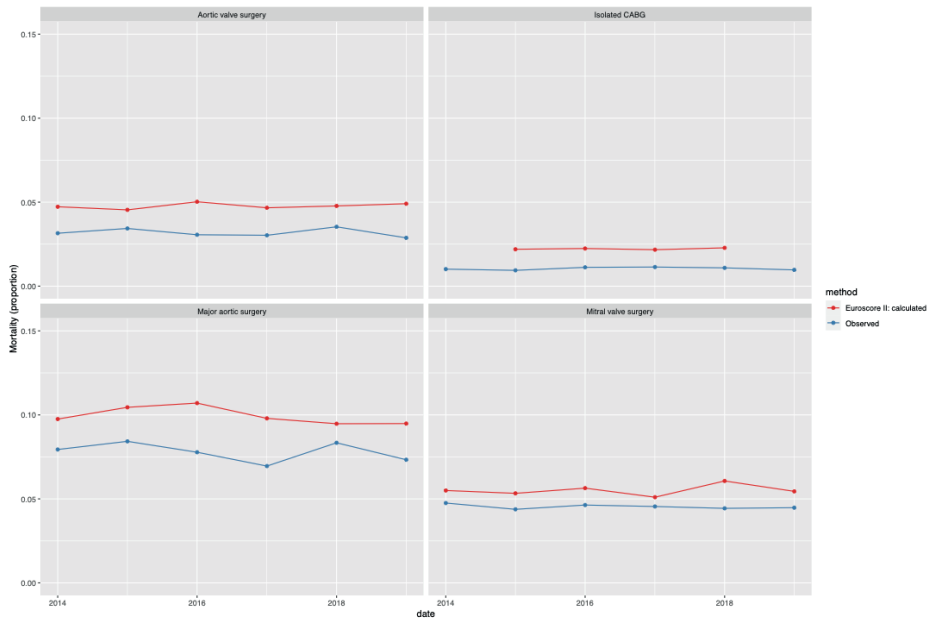 Aortic valve surgery
Isolated CABG
0.15
0.10
0.05
0.00
Major aortic surgery
Mitral valve surgery
0.15
0.10
0.05
0.00
2014
2016
2018
2014
2016
2018
date
Mortality (proportion)
method
Euroscore II: calculated
Observed